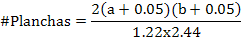 #Planchas = 2(a + 0.05)(b + 0.05) / 1.22x2.44